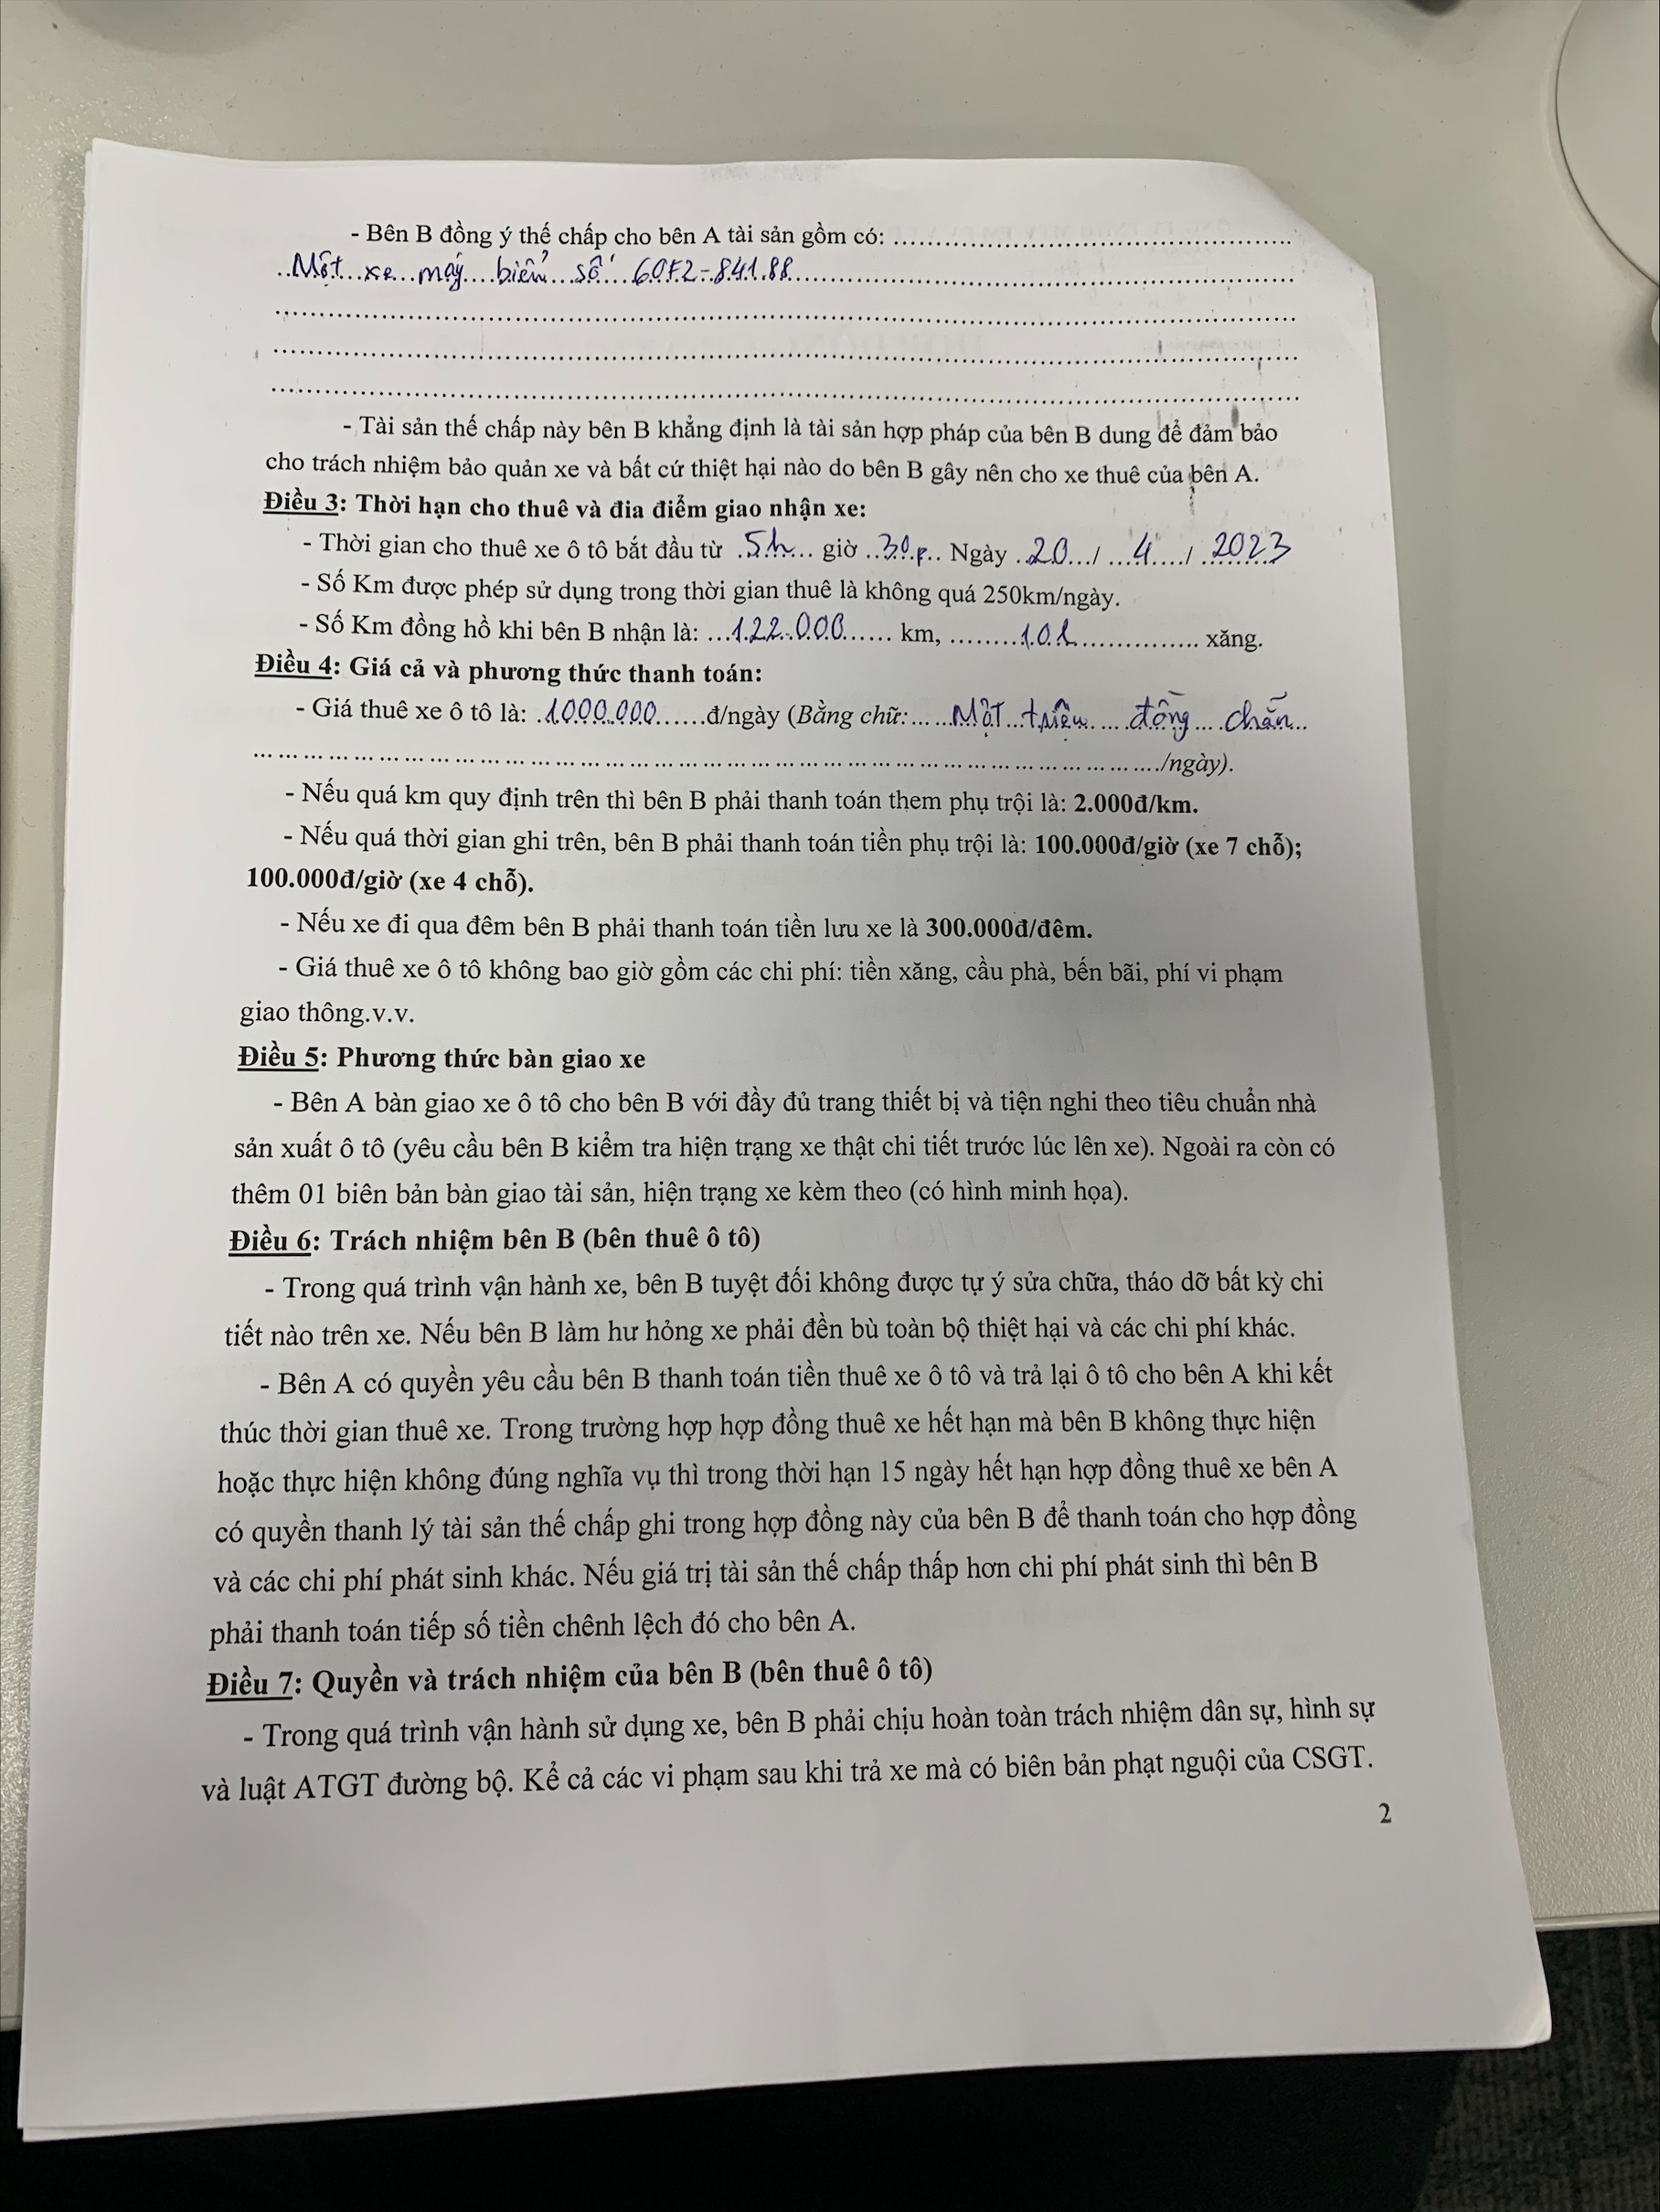 - Bên B đồng ý thế chấp cho bên A tài sản gồm có: ................................................
Một xe máy biển số 60F2-841.88
- Tài sản thế chấp này bên B khẳng định là tài sản hợp pháp của bên B dung để đảm bảo
cho trách nhiệm bảo quản xe và bất cứ thiệt hại nào do bên B gây nên cho xe thuê của bên A.
Điều 3: Thời hạn cho thuê và đia điểm giao nhận xe:
- Thời gian cho thuê xe ô tô bắt đầu từ .5h... giờ ..30p.. Ngày ..20.../ ...4..../ .2023
- Số Km được phép sử dụng trong thời gian thuê là không quá 250km/ngày.
- Số Km đồng hồ khi bên B nhận là: ...122.000...... km, ........10l............... xăng.
Điều 4: Giá cả và phương thức thanh toán:
- Giá thuê xe ô tô là: .1000.000......đ/ngày (Bằng chữ:... ...Một...triệu... ...đồng... ..chẵn...
... ... ... ... ... ... ... ... ... ... ... ... ... ... ... ... ... ... ... ... ... ... ... ... ... ... ... ... ... ... ... ..../ngày).
- Nếu quá km quy định trên thì bên B phải thanh toán them phụ trội là: 2.000đ/km.
- Nếu quá thời gian ghi trên, bên B phải thanh toán tiền phụ trội là: 100.000đ/giờ (xe 7 chỗ);
100.000đ/giờ (xe 4 chỗ).
- Nếu xe đi qua đêm bên B phải thanh toán tiền lưu xe là 300.000đ/đêm.
- Giá thuê xe ô tô không bao giờ gồm các chi phí: tiền xăng, cầu phà, bến bãi, phí vi phạm
giao thông.v.v.
Điều 5: Phương thức bàn giao xe
- Bên A bàn giao xe ô tô cho bên B với đầy đủ trang thiết bị và tiện nghi theo tiêu chuẩn nhà
sản xuất ô tô (yêu cầu bên B kiểm tra hiện trạng xe thật chi tiết trước lúc lên xe). Ngoài ra còn có
thêm 01 biên bản bàn giao tài sản, hiện trạng xe kèm theo (có hình minh họa).
Điều 6: Trách nhiệm bên B (bên thuê ô tô)
- Trong quá trình vận hành xe, bên B tuyệt đối không được tự ý sửa chữa, tháo dỡ bất kỳ chi
tiết nào trên xe. Nếu bên B làm hư hỏng xe phải đền bù toàn bộ thiệt hại và các chi phí khác.
- Bên A có quyền yêu cầu bên B thanh toán tiền thuê xe ô tô và trả lại ô tô cho bên A khi kết
thúc thời gian thuê xe. Trong trường hợp hợp đồng thuê xe hết hạn mà bên B không thực hiện
hoặc thực hiện không đúng nghĩa vụ thì trong thời hạn 15 ngày hết hạn hợp đồng thuê xe bên A
có quyền thanh lý tài sản thế chấp ghi trong hợp đồng này của bên B để thanh toán cho hợp đồng
và các chi phí phát sinh khác. Nếu giá trị tài sản thế chấp thấp hơn chi phí phát sinh thì bên B
phải thanh toán tiếp số tiền chênh lệch đó cho bên A.
Điều 7: Quyền và trách nhiệm của bên B (bên thuê ô tô)
- Trong quá trình vận hành sử dụng xe, bên B phải chịu hoàn toàn trách nhiệm dân sự, hình sự
và luật ATGT đường bộ. Kể cả các vi phạm sau khi trả xe mà có biên bản phạt nguội của CSGT.
2